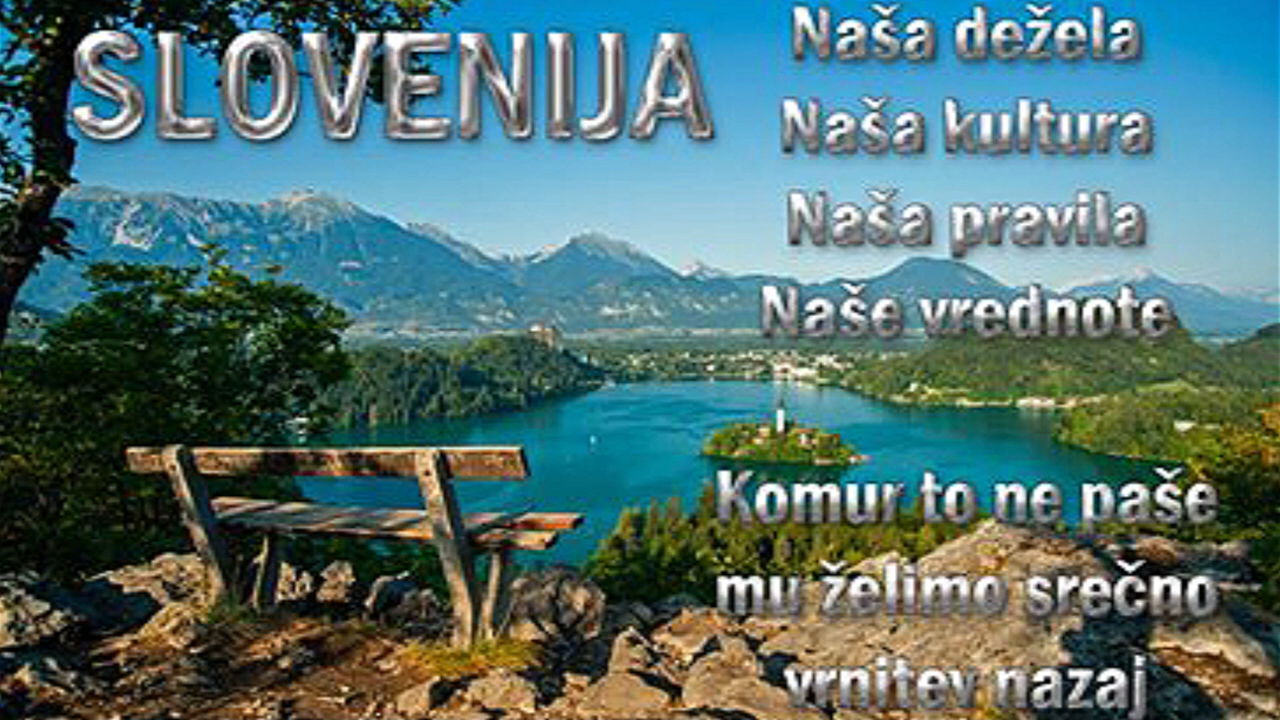 SLOVENIJA
Naša dežela
Naša kultura
Naša pravila
Naše vrednote
Komur to ne paše
mu želimo srečno
vrnitev nazaj